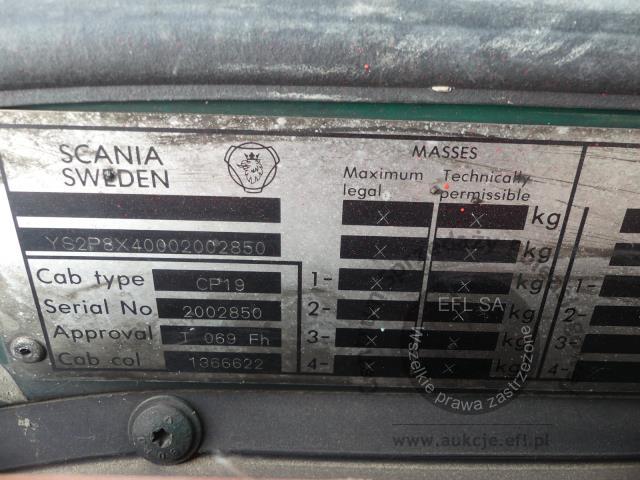 SCANIA
SWEDEN
MASSES
Maximum legal
Technically permissible
X X kg
YS2P8X40002002850 X X kg
Cab type CP19 1- X X kg
Serial No 2002850 2- X X kg
Approval T 069 Fh 3- X X kg
Cab col 1366622 4- X X kg
1-
2-
3-
4-
EFL SA
Wszelkie prawa zastrzeżone
www.aukcje.efl.pl